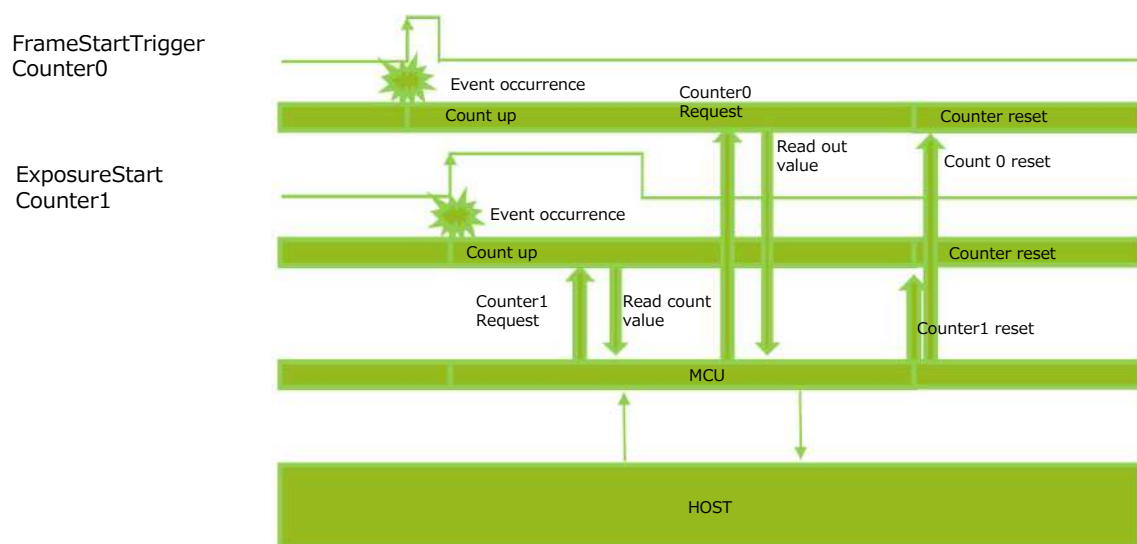 FrameStartTrigger
Counter0
Event occurrence
Counter0
Request
Count up
Counter reset
Read out
value
Count 0 reset
ExposureStart
Counter1
Event occurrence
Count up
Counter reset
Counter1
Request
Read count
value
Counter1 reset
MCU
HOST